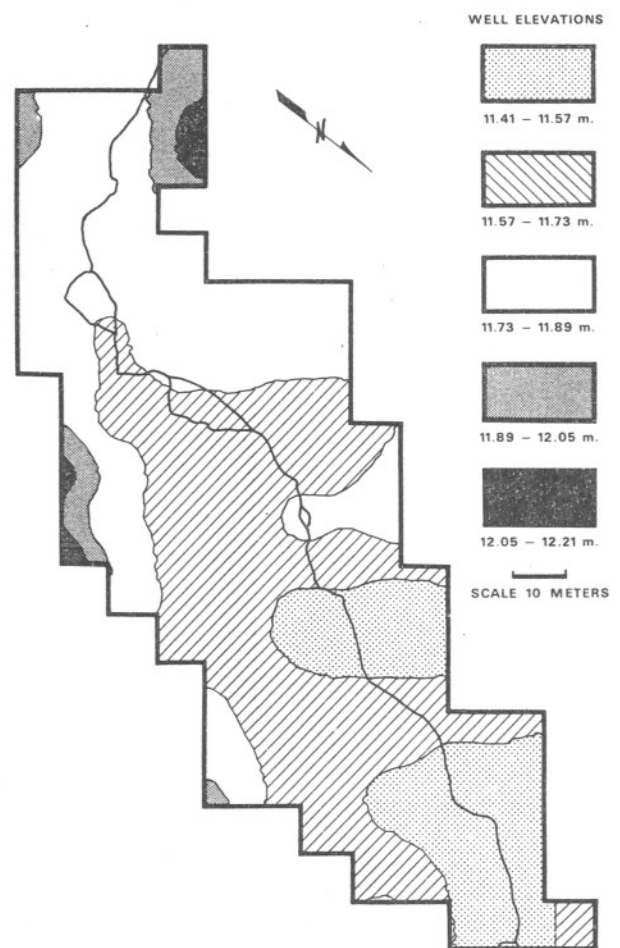 WELL ELEVATIONS
11.41 – 11.57 m.
N
11.57 – 11.73 m.
11.73 – 11.89 m.
11.89 – 12.05 m.
12.05 – 12.21 m.
SCALE 10 METERS